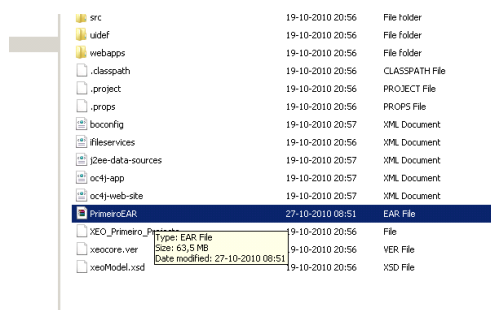 src 19-10-2010 20:56 File folder
uidef 19-10-2010 20:56 File folder
webapps 19-10-2010 20:56 File folder
.classpath 19-10-2010 20:56 CLASSPATH File
.project 19-10-2010 20:56 PROJECT File
.props 19-10-2010 20:56 PROPS File
boconfig 19-10-2010 20:57 XML Document
ifileservices 19-10-2010 20:56 XML Document
j2ee-data-sources 19-10-2010 20:57 XML Document
oc4j-app 19-10-2010 20:57 XML Document
oc4j-web-site 19-10-2010 20:57 XML Document
PrimeiroEAR 27-10-2010 08:51 EAR File
XEO_Primeiro_Projecto 19-10-2010 20:56 File
Type: EAR File
xeocore.ver 19-10-2010 20:56 VER File
Size: 63,5 MB
Date modified: 27-10-2010 08:51
xeoModel.xsd 19-10-2010 20:56 XSD File